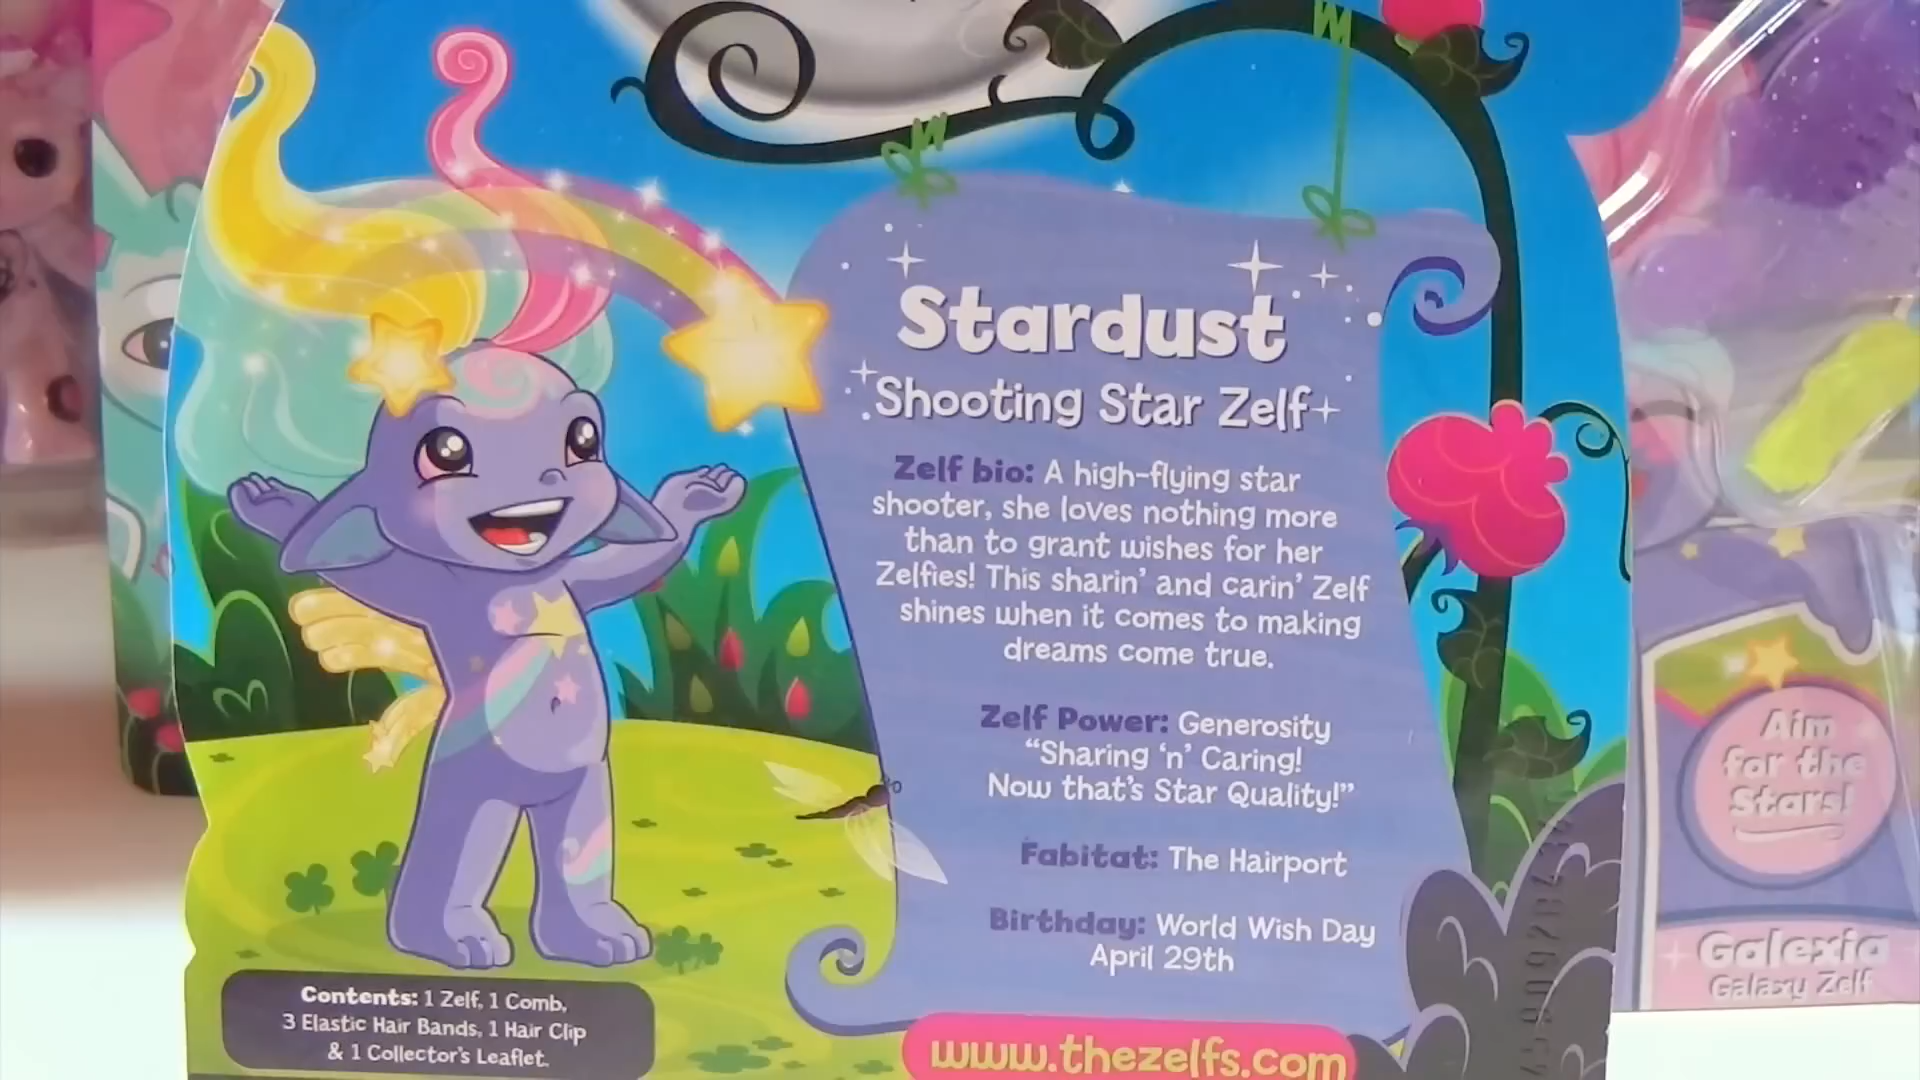 Stardust
Shooting Star Zelf
Zelf bio: A high-flying star
shooter, she loves nothing more
than to grant wishes for her
Zelfies! This sharin' and carin' Zelf
shines when it comes to making
dreams come true.
Zelf Power: Generosity
“Sharing 'n' Caring!
Now that's Star Quality!”
Fabitat: The Hairport
Birthday: World Wish Day
April 29th
Contents: 1 Zelf, 1 Comb,
3 Elastic Hair Bands, 1 Hair Clip
& 1 Collector's Leaflet.
www.thezelfs.com
Aim
for the
Stars!
Galexia
Galaxy Zelf